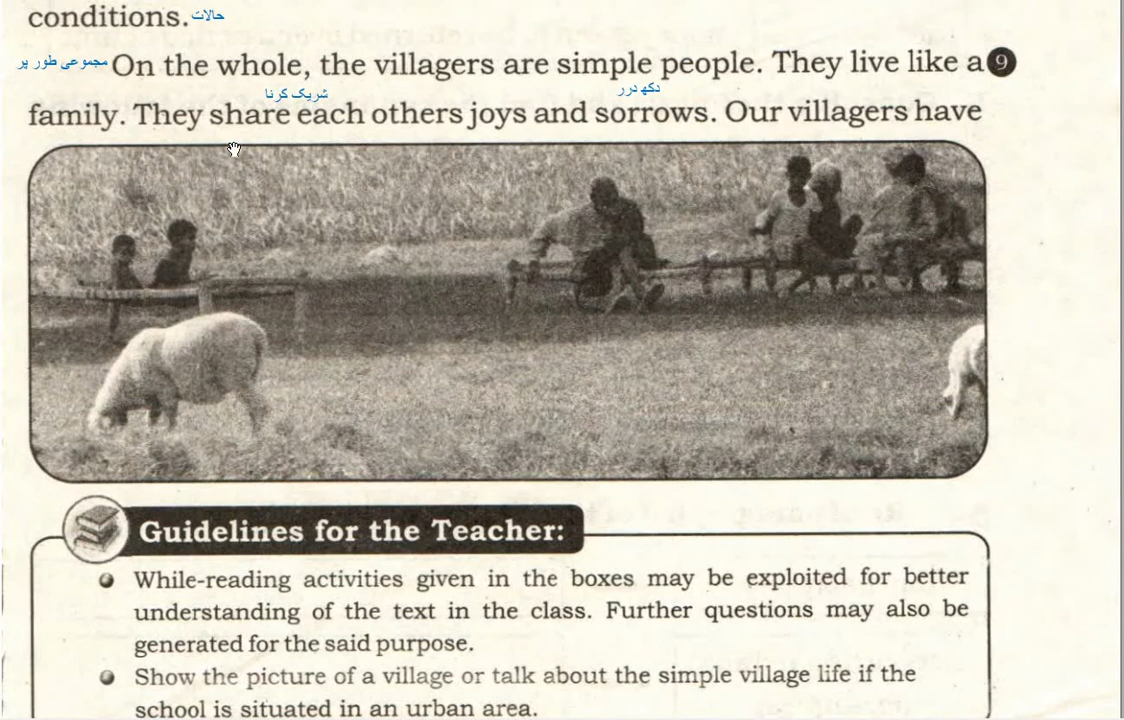 conditions. حالات
مجموعی طور پر On the whole, the villagers are simple people. They live like a 9
شریک کرنا دکھ درر
family. They share each others joys and sorrows. Our villagers have
Guidelines for the Teacher:
While-reading activities given in the boxes may be exploited for better
understanding of the text in the class. Further questions may also be
generated for the said purpose.
Show the picture of a village or talk about the simple village life if the
school is situated in an urban area.